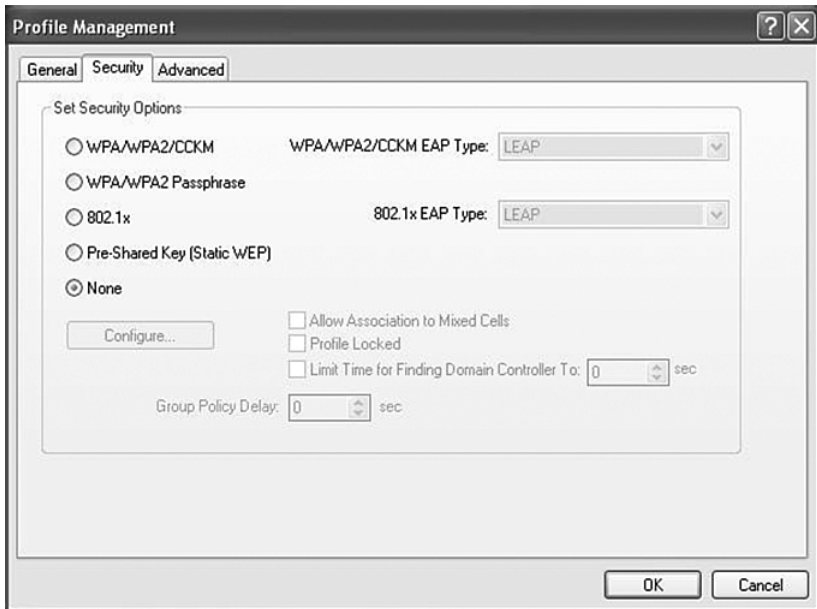 Profile Management
General Security Advanced
Set Security Options
WPA/WPA2/CCKM WPA/WPA2/CCKM EAP Type: LEAP
WPA/WPA2 Passphrase
802.1x 802.1x EAP Type: LEAP
Pre-Shared Key (Static WEP)
None
Allow Association to Mixed Cells
Configure... Profile Locked
Limit Time for Finding Domain Controller To: 0 sec
Group Policy Delay: 0 sec
OK Cancel